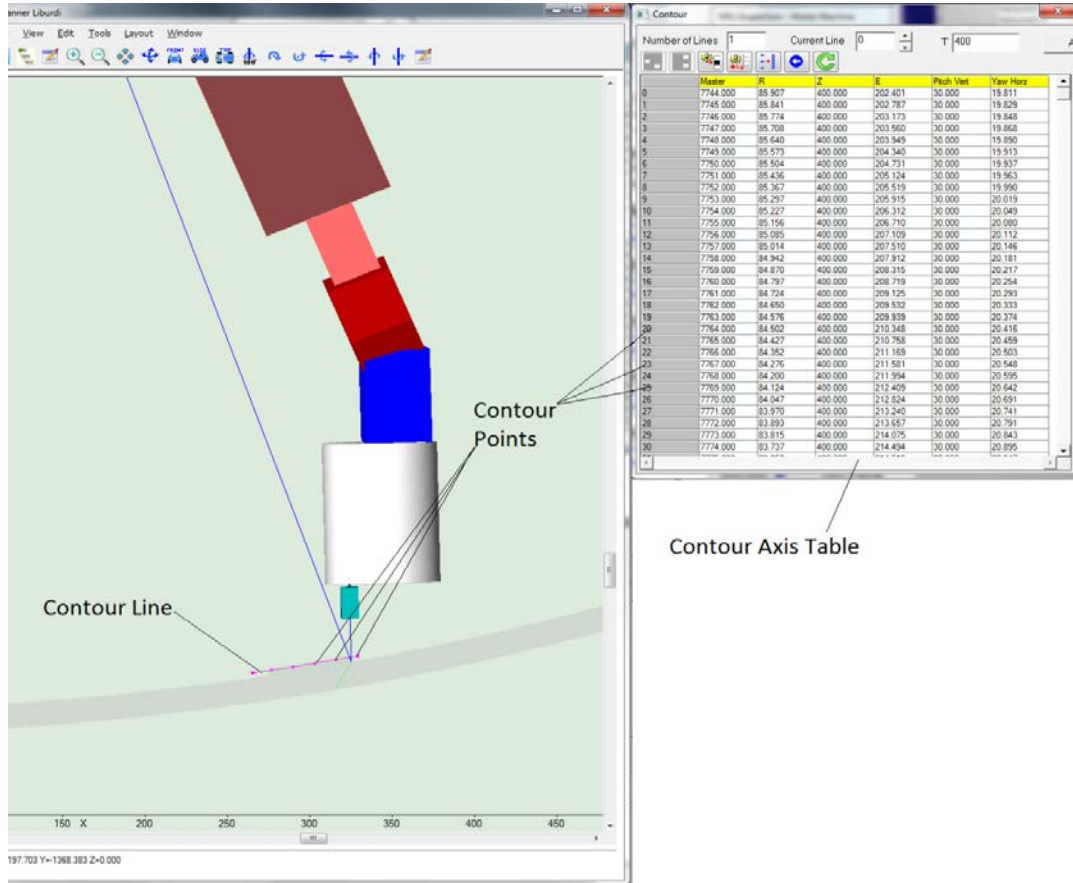 anner Liburdi
View Edit Tools Layout Window
FRONT SIDE TOP
Contour Line
Contour
Points
150 X 200 250 300 350 400 450
197.703 Y=-1368.383 Z=0.000
Contour
Number of Lines 1 Current Line 0 T 400 A
Master R Z E Pitch Vert Yaw Horz
0 7744.000 85.907 400.000 202.401 30.000 19.811
1 7745.000 85.841 400.000 202.787 30.000 19.829
2 7746.000 85.774 400.000 203.173 30.000 19.848
3 7747.000 85.708 400.000 203.560 30.000 19.868
4 7748.000 85.640 400.000 203.949 30.000 19.890
5 7749.000 85.573 400.000 204.340 30.000 19.913
6 7750.000 85.504 400.000 204.731 30.000 19.937
7 7751.000 85.436 400.000 205.124 30.000 19.963
8 7752.000 85.367 400.000 205.519 30.000 19.990
9 7753.000 85.297 400.000 205.915 30.000 20.019
10 7754.000 85.227 400.000 206.312 30.000 20.049
11 7755.000 85.156 400.000 206.710 30.000 20.080
12 7756.000 85.085 400.000 207.109 30.000 20.112
13 7757.000 85.014 400.000 207.510 30.000 20.146
14 7758.000 84.942 400.000 207.912 30.000 20.181
15 7759.000 84.870 400.000 208.315 30.000 20.217
16 7760.000 84.797 400.000 208.719 30.000 20.254
17 7761.000 84.724 400.000 209.125 30.000 20.293
18 7762.000 84.650 400.000 209.532 30.000 20.333
19 7763.000 84.576 400.000 209.939 30.000 20.374
20 7764.000 84.502 400.000 210.348 30.000 20.416
21 7765.000 84.427 400.000 210.758 30.000 20.459
22 7766.000 84.352 400.000 211.169 30.000 20.503
23 7767.000 84.276 400.000 211.581 30.000 20.548
24 7768.000 84.200 400.000 211.994 30.000 20.595
25 7769.000 84.124 400.000 212.409 30.000 20.642
26 7770.000 84.047 400.000 212.824 30.000 20.691
27 7771.000 83.970 400.000 213.240 30.000 20.741
28 7772.000 83.893 400.000 213.657 30.000 20.791
29 7773.000 83.815 400.000 214.075 30.000 20.843
30 7774.000 83.737 400.000 214.494 30.000 20.895
Contour Axis Table